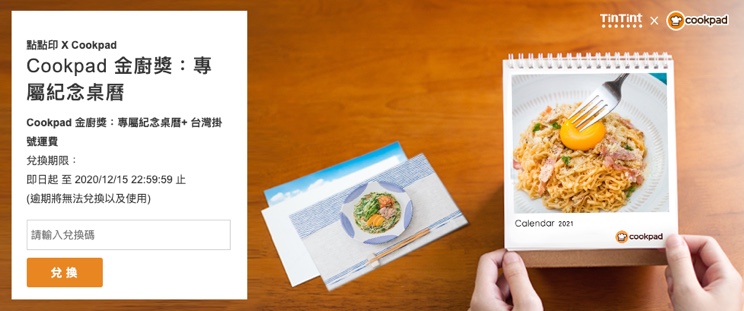 點點印 X Cookpad
Cookpad 金廚獎：專
屬紀念桌曆
Cookpad 金廚獎：專屬紀念桌曆+ 台灣掛
號運費
兌換期限：
即日起 至 2020/12/15 22:59:59 止
(逾期將無法兌換以及使用)
請輸入兌換碼
兌 換
TinTint × cookpad
Calendar 2021
cookpad